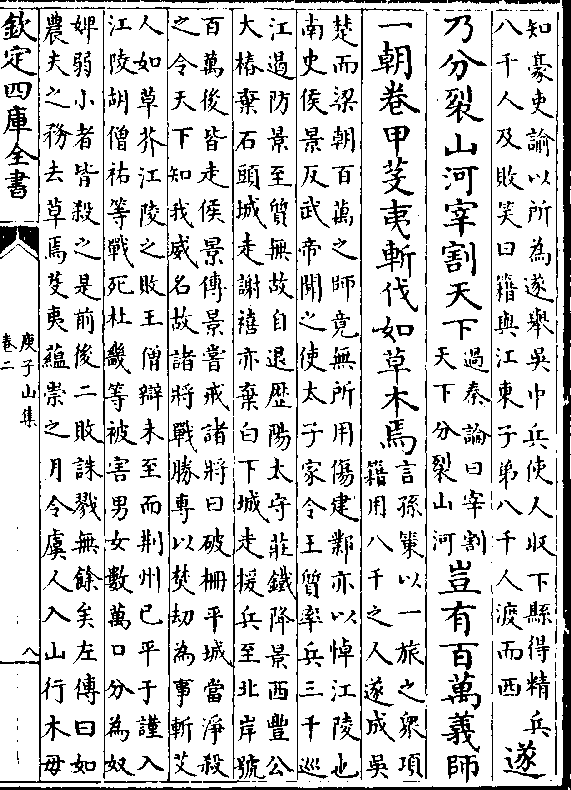 知豪吏諭以所為遂舉吳中兵使人収下縣得精兵
八千人及敗笑曰籍與江東子弟八千人渡而西
遂
乃分裂山河宰割天下
過秦論曰宰割
天下分裂山河
豈有百萬義師
一朝卷甲芟夷斬伐如草木焉
言孫策以一旅之衆項
籍用八千之人遂成吳
楚而梁朝百萬之師竟無所用傷建鄴亦以悼江陵也
南史侯景反武帝聞之使太子家令王質率兵三千巡
江過防景至質無故自退歴陽太守莊鐵降景西豐公
大椿棄石頭城走謝禧亦棄白下城走援兵至北岸號
百萬後皆走侯景傳景嘗戒諸將曰破柵平城當淨殺
之令天下知我威名故諸將戰勝專以焚刼為事斬艾
人如草芥江陵之敗王僧辯未至而荆州已平于謹入
江陵胡僧祐等戰死杜畿等被害男女數萬口分為奴
婢弱小者皆殺之是前後二敗誅戮無餘矣左傳曰如
農夫之務去草焉芟夷蘊崇之月令虞人入山行木毋
欽定四庫全書
庾子山集
卷二
八